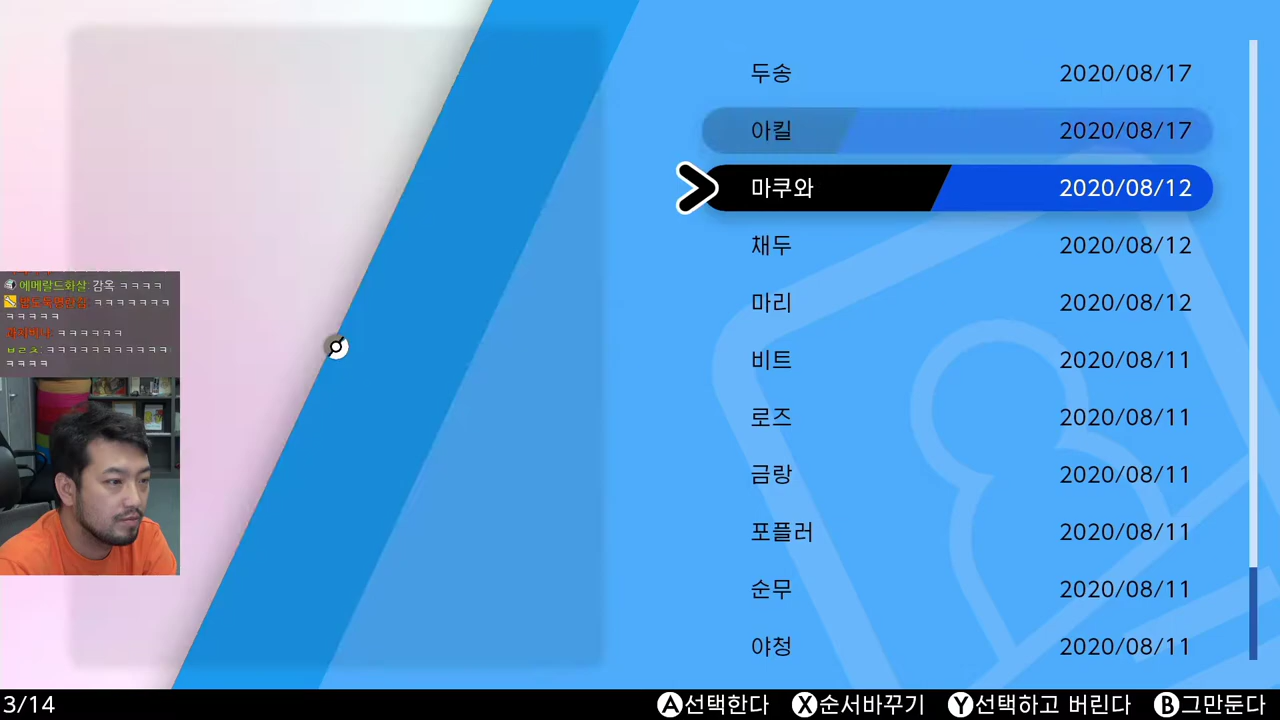 두송 2020/08/17
아킬 2020/08/17
마쿠와 2020/08/12
채두 2020/08/12
마리 2020/08/12
비트 2020/08/11
로즈 2020/08/11
금랑 2020/08/11
포플러 2020/08/11
순무 2020/08/11
야청 2020/08/11
에메랄드화살: 감옥 ㅋㅋㅋㅋ
ㅋㅋㅋㅋㅋㅋㅋ
ㅋㅋㅋㅋㅋ
ㅋㅋㅋㅋㅋㅋ
ㅂㄹㅊ: ㅋㅋㅋㅋㅋㅋㅋㅋㅋㅋㅋ
ㅋㅋㅋㅋ
3/14
A선택한다 X순서바꾸기 Y선택하고 버린다 B그만둔다